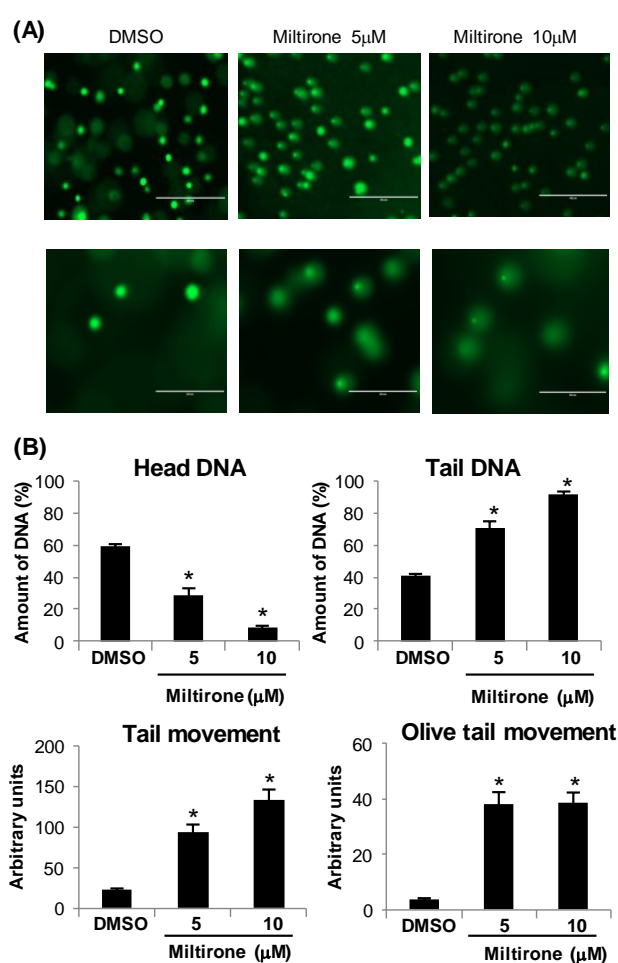 (A)
DMSO Miltirone 5μM Miltirone 10μM
(B)
Head DNA
Amount of DNA (%)
100
80
60
40
20
0
*
*
DMSO 5 10
Miltirone (μM)
Tail DNA
Amount of DNA (%)
100
80
60
40
20
0
*
*
DMSO 5 10
Miltirone (μM)
Tail movement
Arbitrary units
200
150
100
50
0
*
*
DMSO 5 10
Miltirone (μM)
Olive tail movement
Arbitrary units
60
40
20
0
*
*
DMSO 5 10
Miltirone (μM)